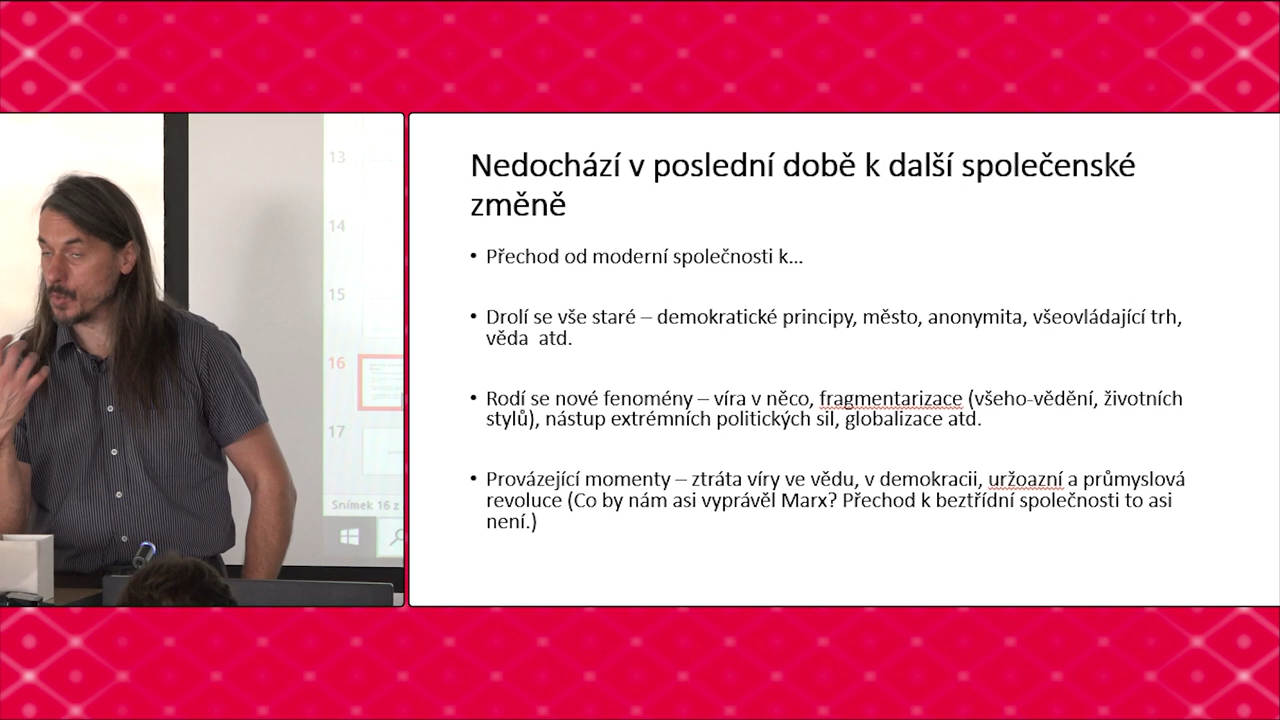 13
14
15
16
17
Snímek 16 z
Nedochází v poslední době k další společenské
změně
• Přechod od moderní společnosti k...
• Drolí se vše staré – demokratické principy, město, anonymita, všeovládající trh,
věda  atd.
• Rodí se nové fenomény – víra v něco, fragmentarizace (všeho-vědění, životních
stylů), nástup extrémních politických sil, globalizace atd.
• Provázející momenty – ztráta víry ve vědu, v demokracii, uržoazní a průmyslová
revoluce (Co by nám asi vyprávěl Marx? Přechod k beztřídní společnosti to asi
není.)